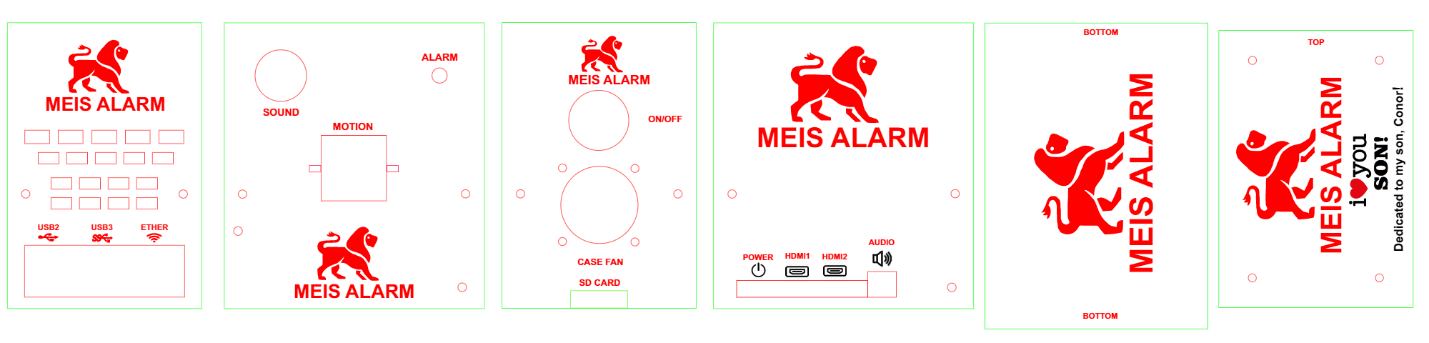 MEIS ALARM
USB2 USB3 ETHER
ALARM
SOUND
MOTION
MEIS ALARM
MEIS ALARM
ON/OFF
CASE FAN
SD CARD
MEIS ALARM
AUDIO
POWER HDMI1 HDMI2
BOTTOM
MEIS ALARM
BOTTOM
TOP
MEIS ALARM
i you
SON!
Dedicated to my son, Conor!